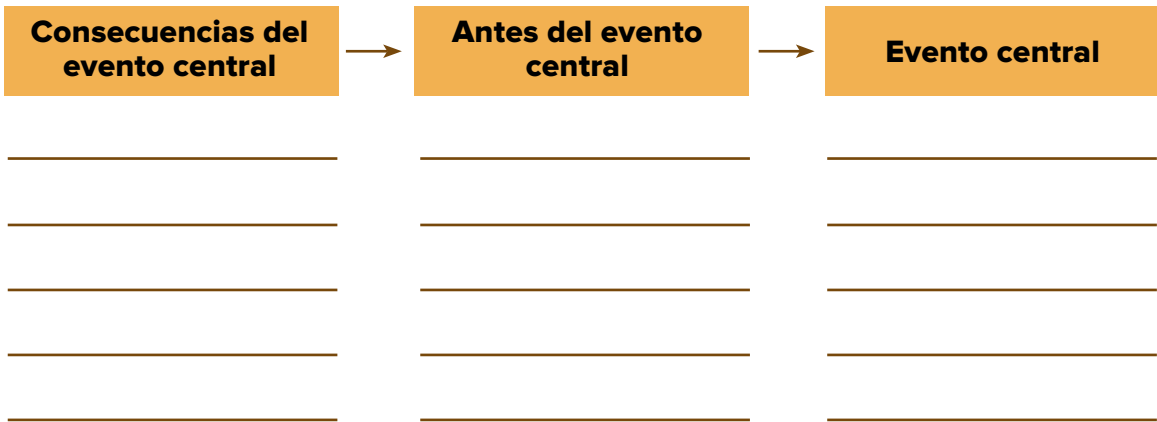 Consecuencias del
evento central
Antes del evento
central
Evento central